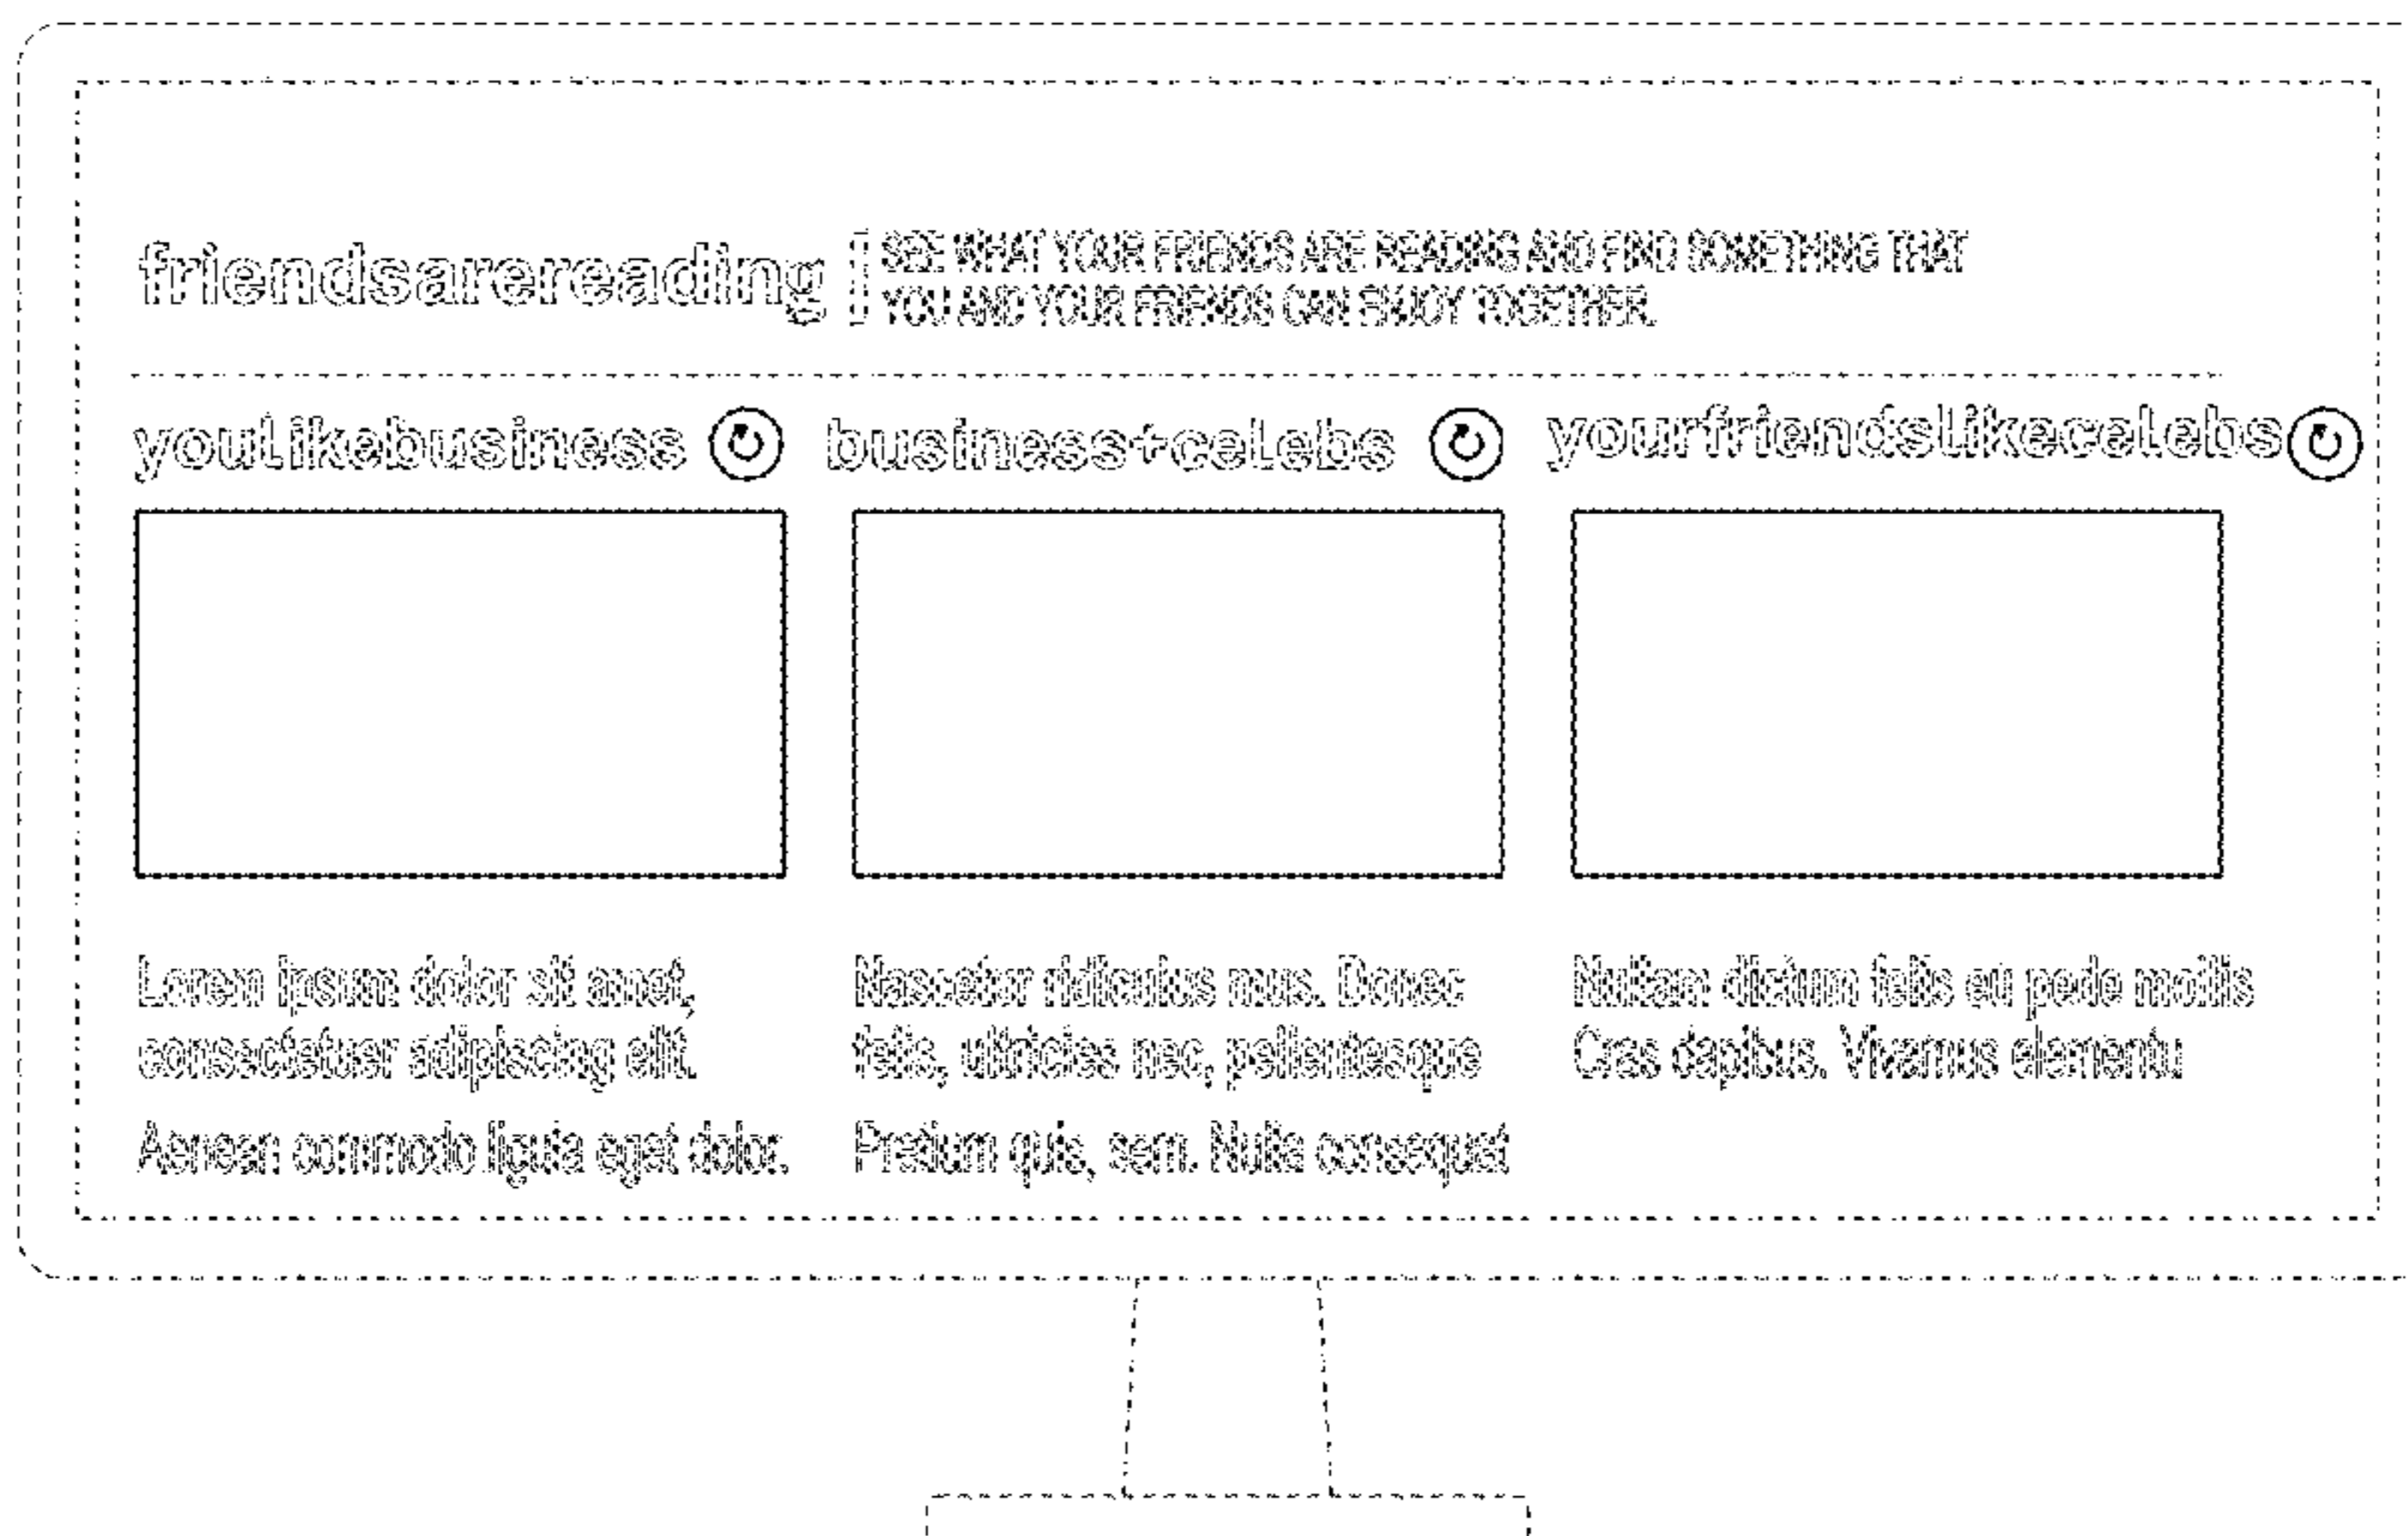 friendsarereading
SEE WHAT YOUR FRIENDS ARE READING AND FIND SOMETHING THAT
YOU AND YOUR FRIENDS CAN ENJOY TOGETHER.
youlikebusiness
business+celebs
yourfriendslikecelebs
Lorem ipsum dolor sit amet,
consectetuer adipiscing elit.
Aenean commodo ligula eget dolor.
Nascetur ridiculus mus. Donec
felis, ultricies nec, pellentesque
Pretium quis, sem. Nulla consequat
Nullam dictum felis eu pede mollis
Cras dapibus. Vivamus elementu